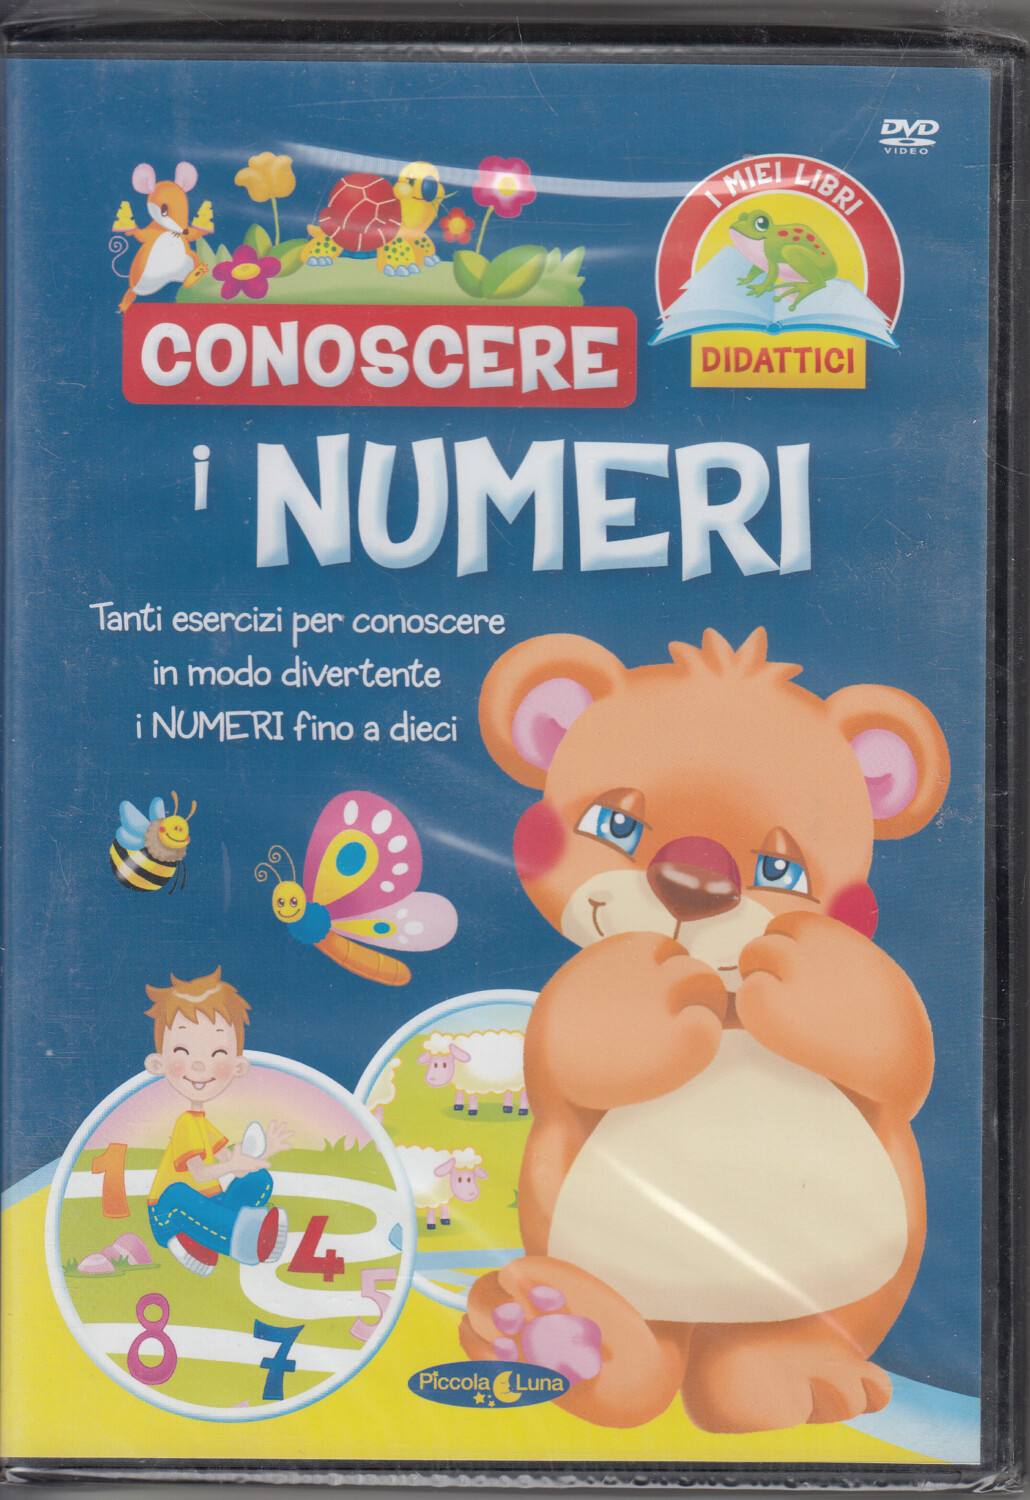 DVD
VIDEO
I MIEI LIBRI
DIDATTICI
CONOSCERE
i NUMERI
Tanti esercizi per conoscere
in modo divertente
i NUMERI fino a dieci
1
4
5
8
7
Piccola Luna